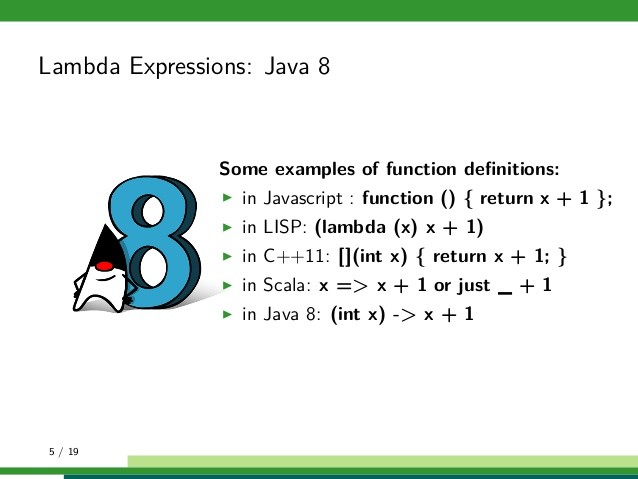 Lambda Expressions: Java 8
Some examples of function definitions:
in Javascript : function () { return x + 1 };
in LISP: (lambda (x) x + 1)
in C++11: [](int x) { return x + 1; }
in Scala: x => x + 1 or just _ + 1
in Java 8: (int x) -> x + 1
8
5 / 19